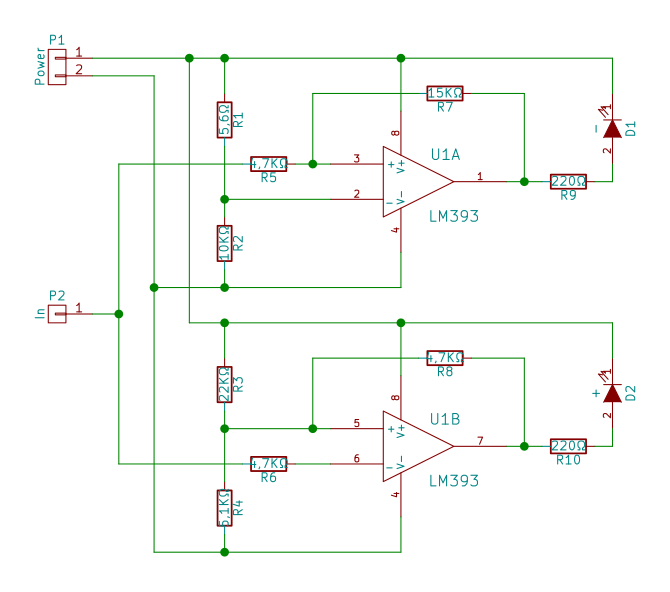 P1
Power
1
2
5,6Ω
R1
15KΩ
R7
8
U1A
3
+
V+
2
−
V−
4
1
LM393
4,7KΩ
R5
10KΩ
R2
220Ω
R9
1
−
2
D1
P2
In
1
22KΩ
R3
4,7KΩ
R8
8
U1B
5
+
V+
6
−
V−
4
7
LM393
4,7KΩ
R6
5,1KΩ
R4
220Ω
R10
1
+
2
D2